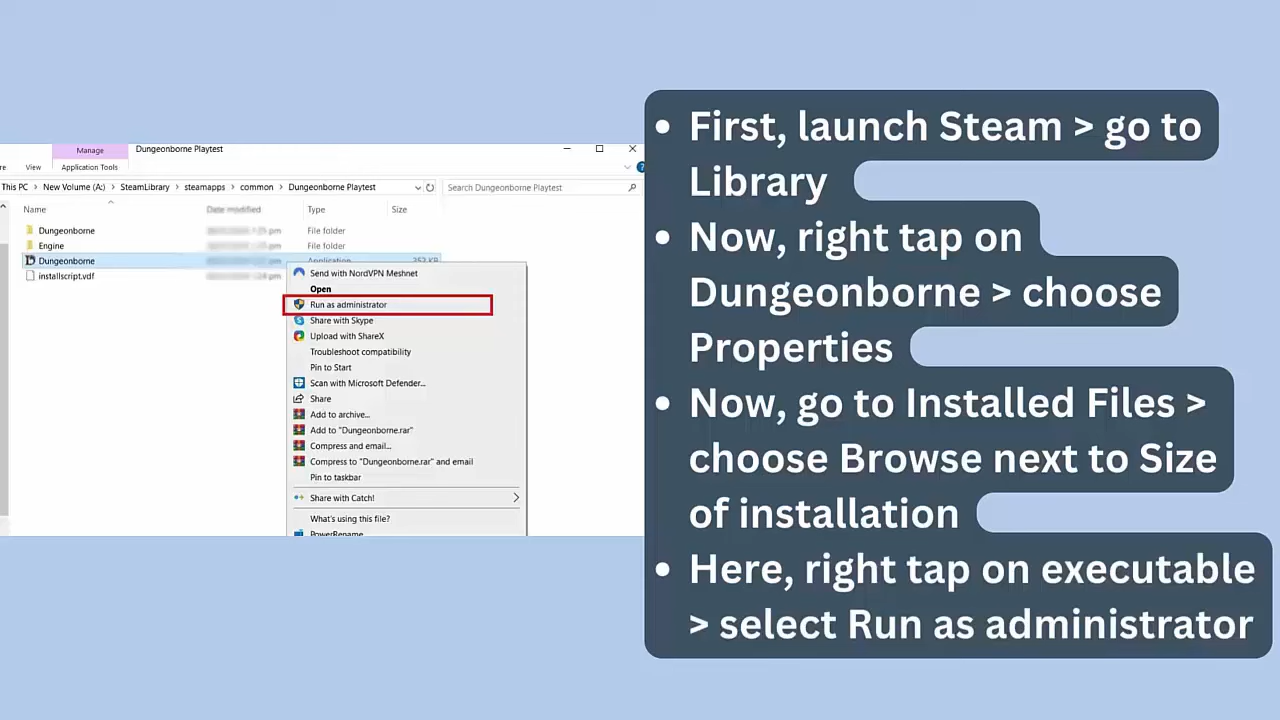 Manage
Dungeonborne Playtest
View
Application Tools
This PC > New Volume (A:) > SteamLibrary > steamapps > common > Dungeonborne Playtest
Search Dungeonborne Playtest
Name
Date modified
Type
Size
Dungeonborne
File folder
Engine
File folder
Dungeonborne
Application
352 KB
installscript.vdf
Send with NordVPN Meshnet
Open
Run as administrator
Share with Skype
Upload with ShareX
Troubleshoot compatibility
Pin to Start
Scan with Microsoft Defender...
Share
Add to archive...
Add to "Dungeonborne.rar"
Compress and email...
Compress to "Dungeonborne.rar" and email
Pin to taskbar
Share with Catch!
What's using this file?
PowerRename
• First, launch Steam > go to
Library
• Now, right tap on
Dungeonborne > choose
Properties
• Now, go to Installed Files >
choose Browse next to Size
of installation
• Here, right tap on executable
> select Run as administrator